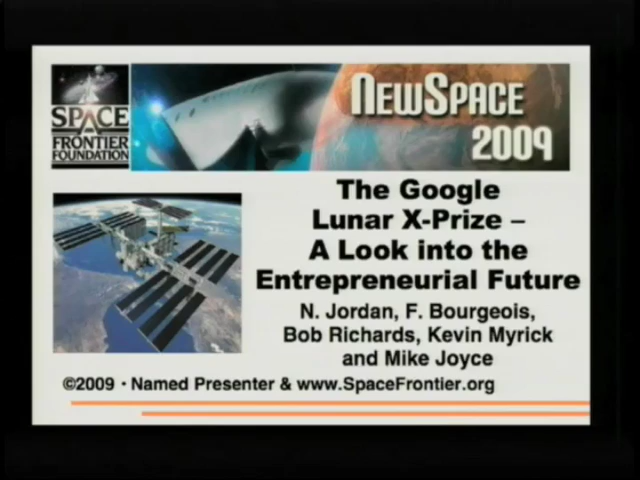 SPACE
FRONTIER
FOUNDATION
NEWSPACE
2009
The Google
Lunar X-Prize –
A Look into the
Entrepreneurial Future
N. Jordan, F. Bourgeois,
Bob Richards, Kevin Myrick
and Mike Joyce
©2009 · Named Presenter & www.SpaceFrontier.org